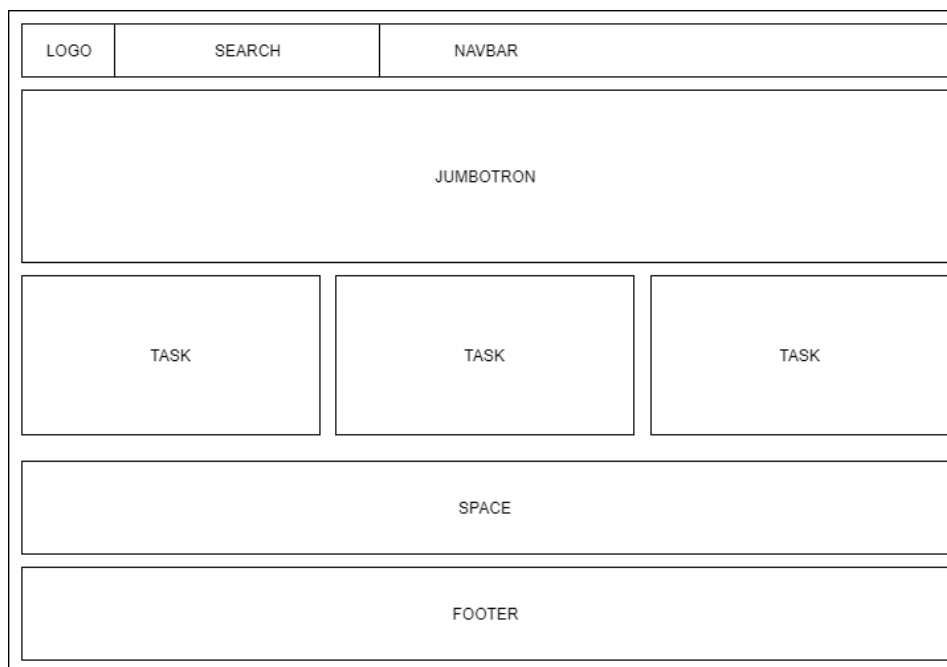 LOGO SEARCH NAVBAR
JUMBOTRON
TASK TASK TASK
SPACE
FOOTER